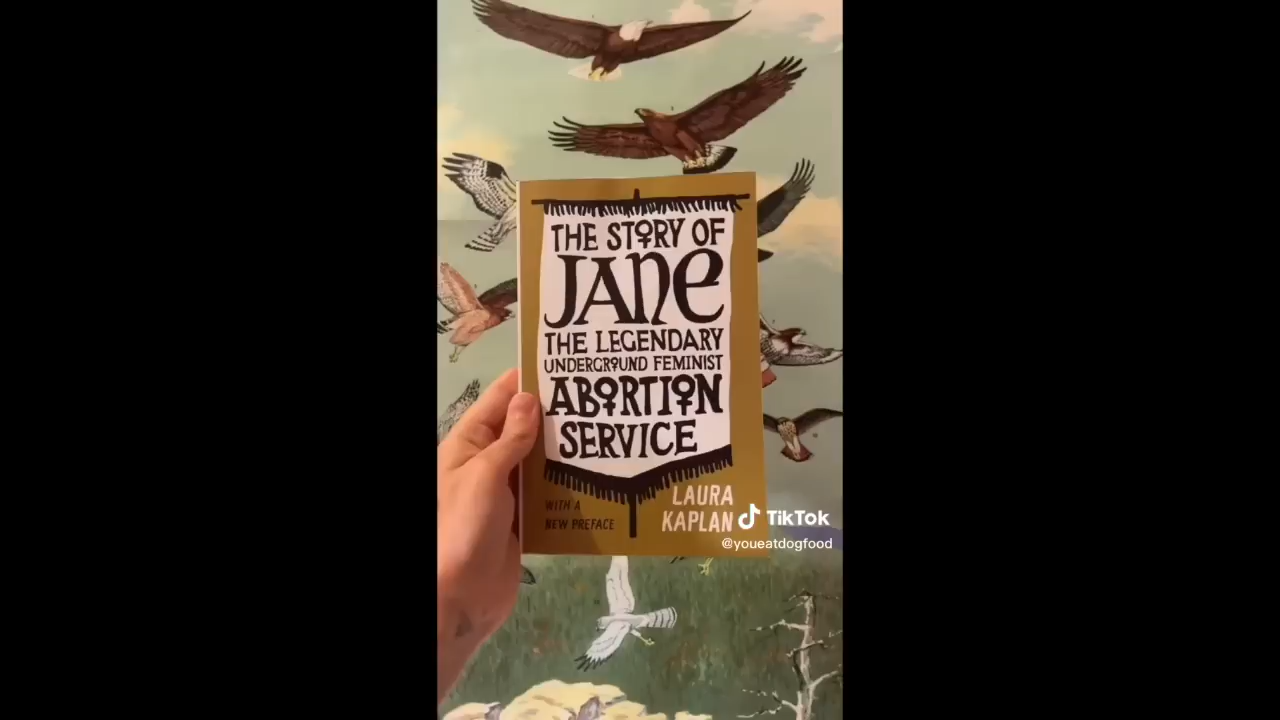 THE STORY OF
JANE
THE LEGENDARY
UNDERGROUND FEMINIST
ABORTION
SERVICE
WITH A
NEW PREFACE
LAURA
KAPLAN
TikTok
@youeatdogfood